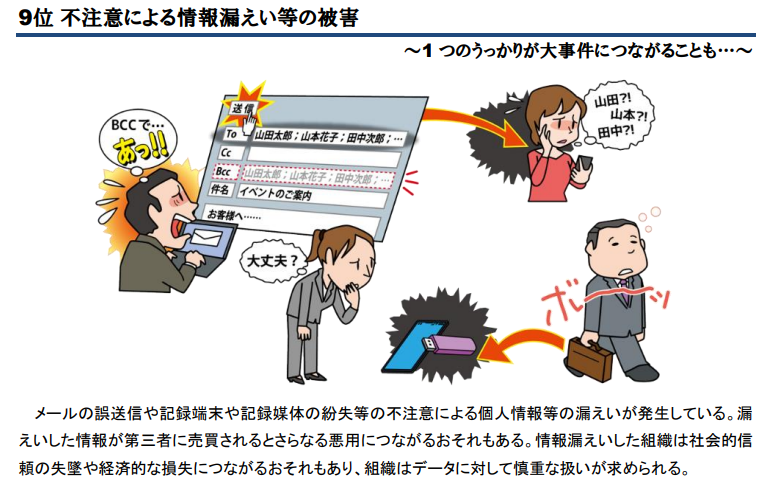 9位 不注意による情報漏えい等の被害
～1 つのうっかりが大事件につながることも…～
BCCで…
あっ!!
送信
To 山田太郎；山本花子；田中次郎；…
Cc
Bcc 山田太郎；山本花子；田中次郎；…
件名 イベントのご案内
お客様へ……
山田?!
山本?!
田中?!
大丈夫？
ボーーッ
メールの誤送信や記録端末や記録媒体の紛失等の不注意による個人情報等の漏えいが発生している。漏
えいした情報が第三者に売買されるとさらなる悪用につながるおそれもある。情報漏えいした組織は社会的信
頼の失墜や経済的な損失につながるおそれもあり、組織はデータに対して慎重な扱いが求められる。